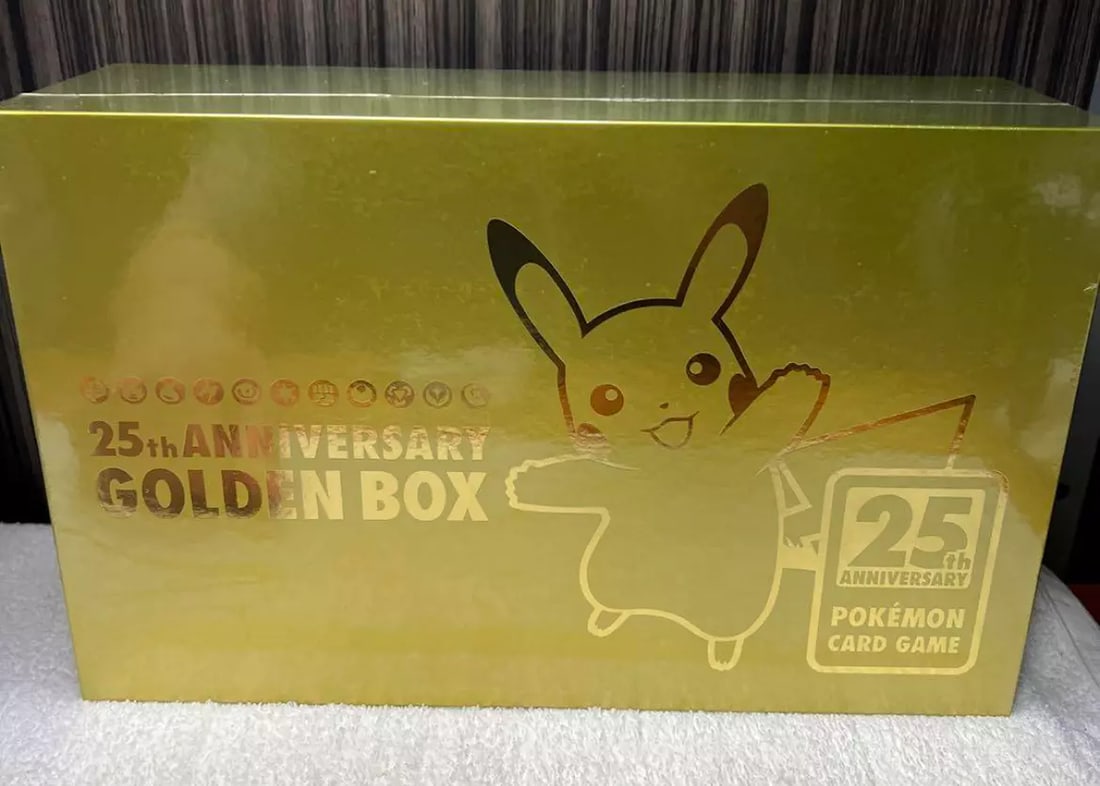 25th ANNIVERSARY
GOLDEN BOX
25th
ANNIVERSARY
POKÉMON
CARD GAME